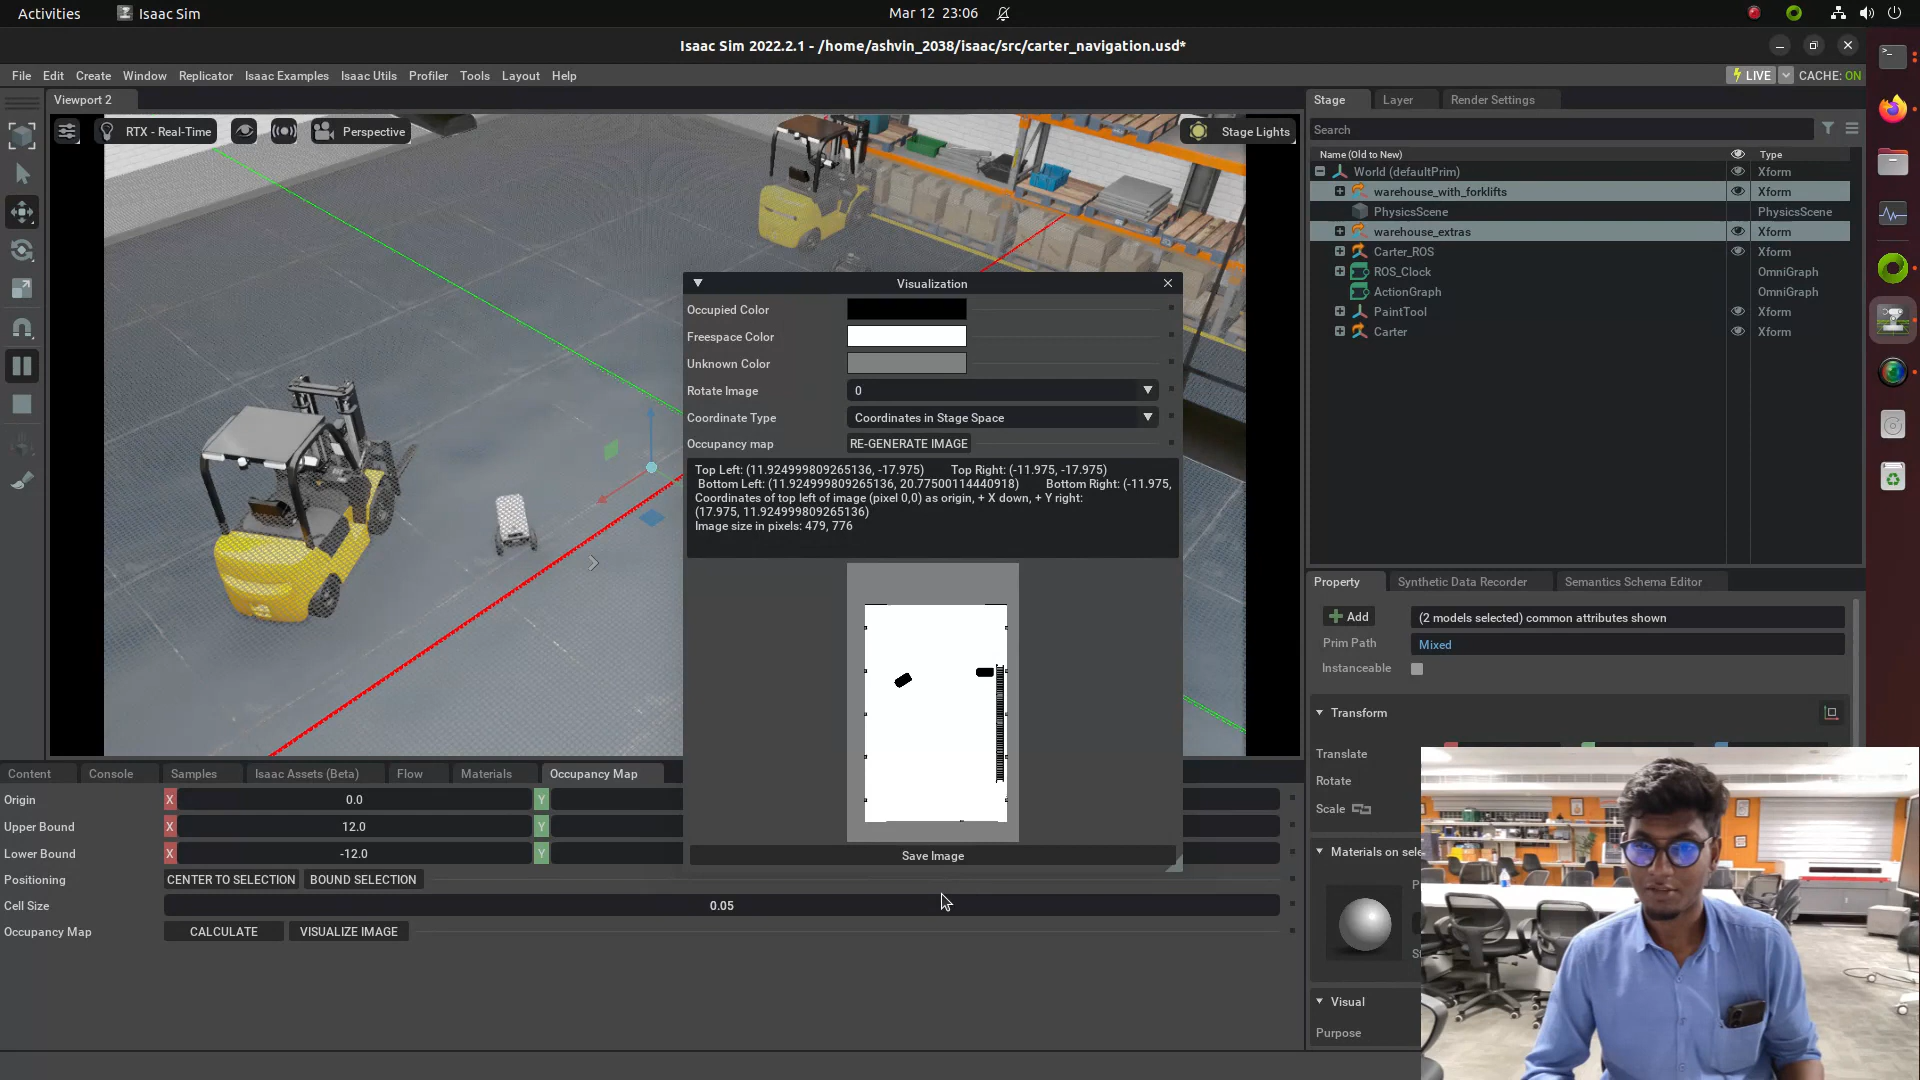 Activities
Isaac Sim
Mar 12 23:06
Isaac Sim 2022.2.1 - /home/ashvin_2038/isaac/src/carter_navigation.usd*
File Edit Create Window Replicator Isaac Examples Isaac Utils Profiler Tools Layout Help
LIVE CACHE: ON
Viewport 2
RTX - Real-Time
Perspective
Stage Lights
Stage Layer Render Settings
Search
Name (Old to New) Type
World (defaultPrim) Xform
warehouse_with_forklifts Xform
PhysicsScene PhysicsScene
warehouse_extras Xform
Carter_ROS Xform
ROS_Clock OmniGraph
ActionGraph OmniGraph
PaintTool Xform
Carter Xform
Visualization
Occupied Color
Freespace Color
Unknown Color
Rotate Image 0
Coordinate Type Coordinates in Stage Space
Occupancy map RE-GENERATE IMAGE
Top Left: (11.924999809265136, -17.975) Top Right: (-11.975, -17.975)
Bottom Left: (11.924999809265136, 20.77500114440918) Bottom Right: (-11.975,
Coordinates of top left of image (pixel 0,0) as origin, + X down, + Y right:
(17.975, 11.924999809265136)
Image size in pixels: 479, 776
Save Image
Property Synthetic Data Recorder Semantics Schema Editor
Add (2 models selected) common attributes shown
Prim Path Mixed
Instanceable
Transform
Translate
Rotate
Scale
Materials on sele
P
S
Visual
Purpose
Content Console Samples Isaac Assets (Beta) Flow Materials Occupancy Map
Origin X 0.0 Y
Upper Bound X 12.0 Y
Lower Bound X -12.0 Y
Positioning CENTER TO SELECTION BOUND SELECTION
Cell Size 0.05
Occupancy Map CALCULATE VISUALIZE IMAGE